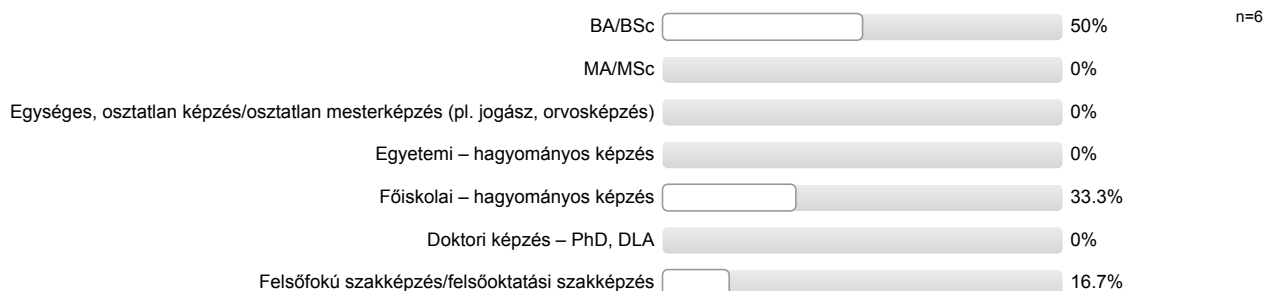 BA/BSc 50% n=6
MA/MSc 0%
Egységes, osztatlan képzés/osztatlan mesterképzés (pl. jogász, orvosképzés) 0%
Egyetemi – hagyományos képzés 0%
Főiskolai – hagyományos képzés 33.3%
Doktori képzés – PhD, DLA 0%
Felsőfokú szakképzés/felsőoktatási szakképzés 16.7%